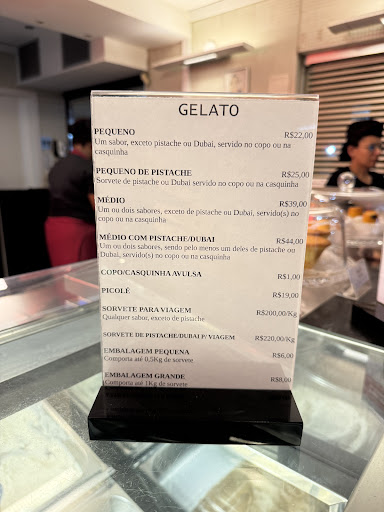 GELATO
PEQUENO R$22,00
Um sabor, exceto pistache ou Dubai, servido no copo ou na
casquinha
PEQUENO DE PISTACHE R$25,00
Sorvete de pistache ou Dubai servido no copo ou na casquinha
MÉDIO R$39,00
Um ou dois sabores, exceto de pistache ou Dubai, servido(s) no
copo ou na casquinha
MÉDIO COM PISTACHE/DUBAI R$44,00
Um ou dois sabores, sendo pelo menos um deles de pistache ou
Dubai, servido(s) no copo ou na casquinha
COPO/CASQUINHA AVULSA R$1,00
PICOLÉ R$19,00
SORVETE PARA VIAGEM R$200,00/Kg
Qualquer sabor, exceto de pistache
SORVETE DE PISTACHE/DUBAI P/ VIAGEM R$220,00/Kg
EMBALAGEM PEQUENA R$6,00
Comporta até 0,5Kg de sorvete
EMBALAGEM GRANDE R$8,00
Comporta até 1Kg de sorvete